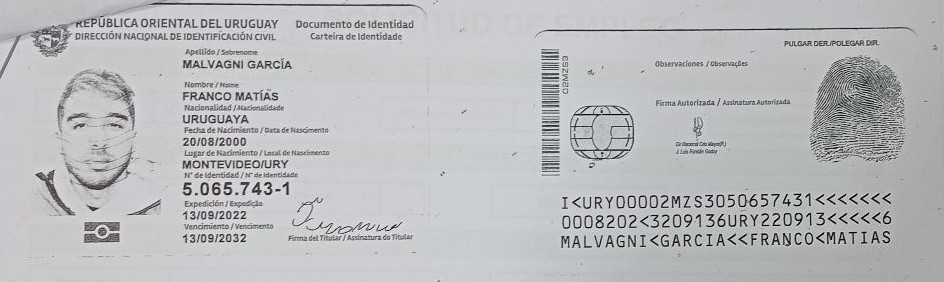 REPÚBLICA ORIENTAL DEL URUGUAY
DIRECCIÓN NACIONAL DE IDENTIFICACIÓN CIVIL
Documento de Identidad
Carteira de Identidade
Apellido / Sobrenome
MALVAGNI GARCÍA
Nombre / Nome
FRANCO MATÍAS
Nacionalidad / Nacionalidade
URUGUAYA
Fecha de Nacimiento / Data de Nascimento
20/08/2000
Lugar de Nacimiento / Local de Nascimento
MONTEVIDEO/URY
N° de Identidad / N° de Identidade
5.065.743-1
Expedición / Expedição
13/09/2022
Vencimiento / Vencimento
13/09/2032
Firma del Titular / Assinatura do Titular
PULGAR DER./POLEGAR DIR.
Observaciones / Observações
Firma Autorizada / Assinatura Autorizada
I<URY00002MZS3050657431<<<<<<<
0008202<3209136URY220913<<<<<6
MALVAGNI<GARCIA<<FRANCO<MATIAS